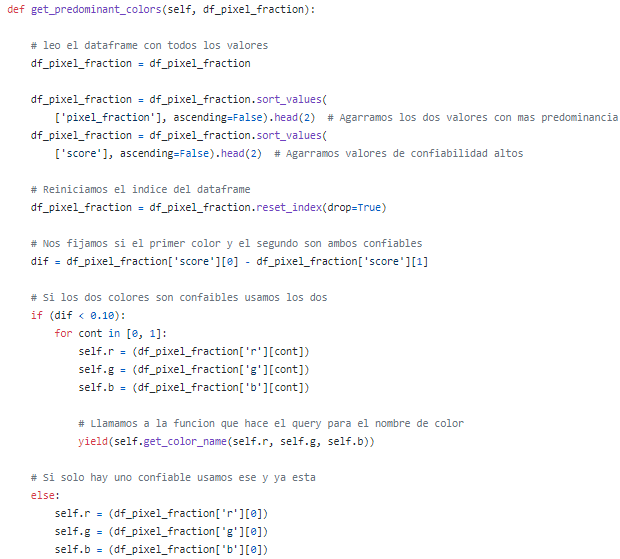 def get_predominant_colors(self, df_pixel_fraction):
# leo el dataframe con todos los valores
df_pixel_fraction = df_pixel_fraction
df_pixel_fraction = df_pixel_fraction.sort_values(
['pixel_fraction'], ascending=False).head(2)  # Agarramos los dos valores con mas predominancia
df_pixel_fraction = df_pixel_fraction.sort_values(
['score'], ascending=False).head(2)  # Agarramos valores de confiabilidad altos
# Reiniciamos el indice del dataframe
df_pixel_fraction = df_pixel_fraction.reset_index(drop=True)
# Nos fijamos si el primer color y el segundo son ambos confiables
dif = df_pixel_fraction['score'][0] - df_pixel_fraction['score'][1]
# Si los dos colores son confaibles usamos los dos
if (dif < 0.10):
for cont in [0, 1]:
self.r = (df_pixel_fraction['r'][cont])
self.g = (df_pixel_fraction['g'][cont])
self.b = (df_pixel_fraction['b'][cont])
# Llamamos a la funcion que hace el query para el nombre de color
yield(self.get_color_name(self.r, self.g, self.b))
# Si solo hay uno confiable usamos ese y ya esta
else:
self.r = (df_pixel_fraction['r'][0])
self.g = (df_pixel_fraction['g'][0])
self.b = (df_pixel_fraction['b'][0])